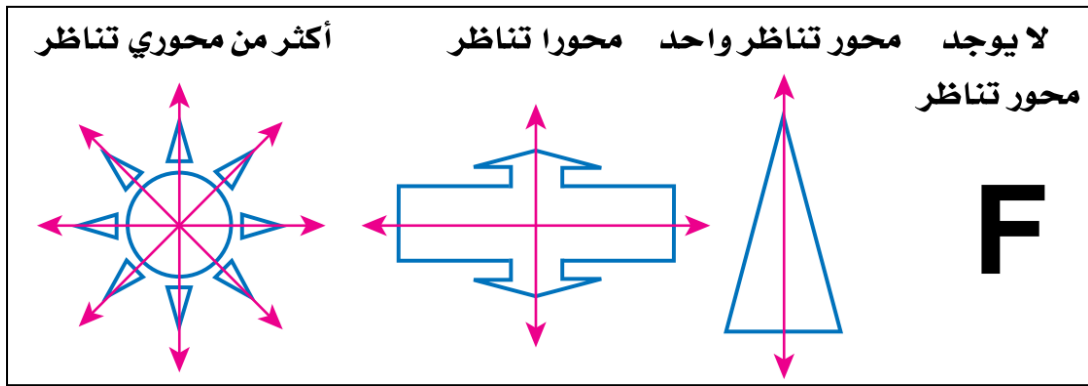 لا يوجد
محور تناظر
محور تناظر واحد
محورا تناظر
أكثر من محوري تناظر
F